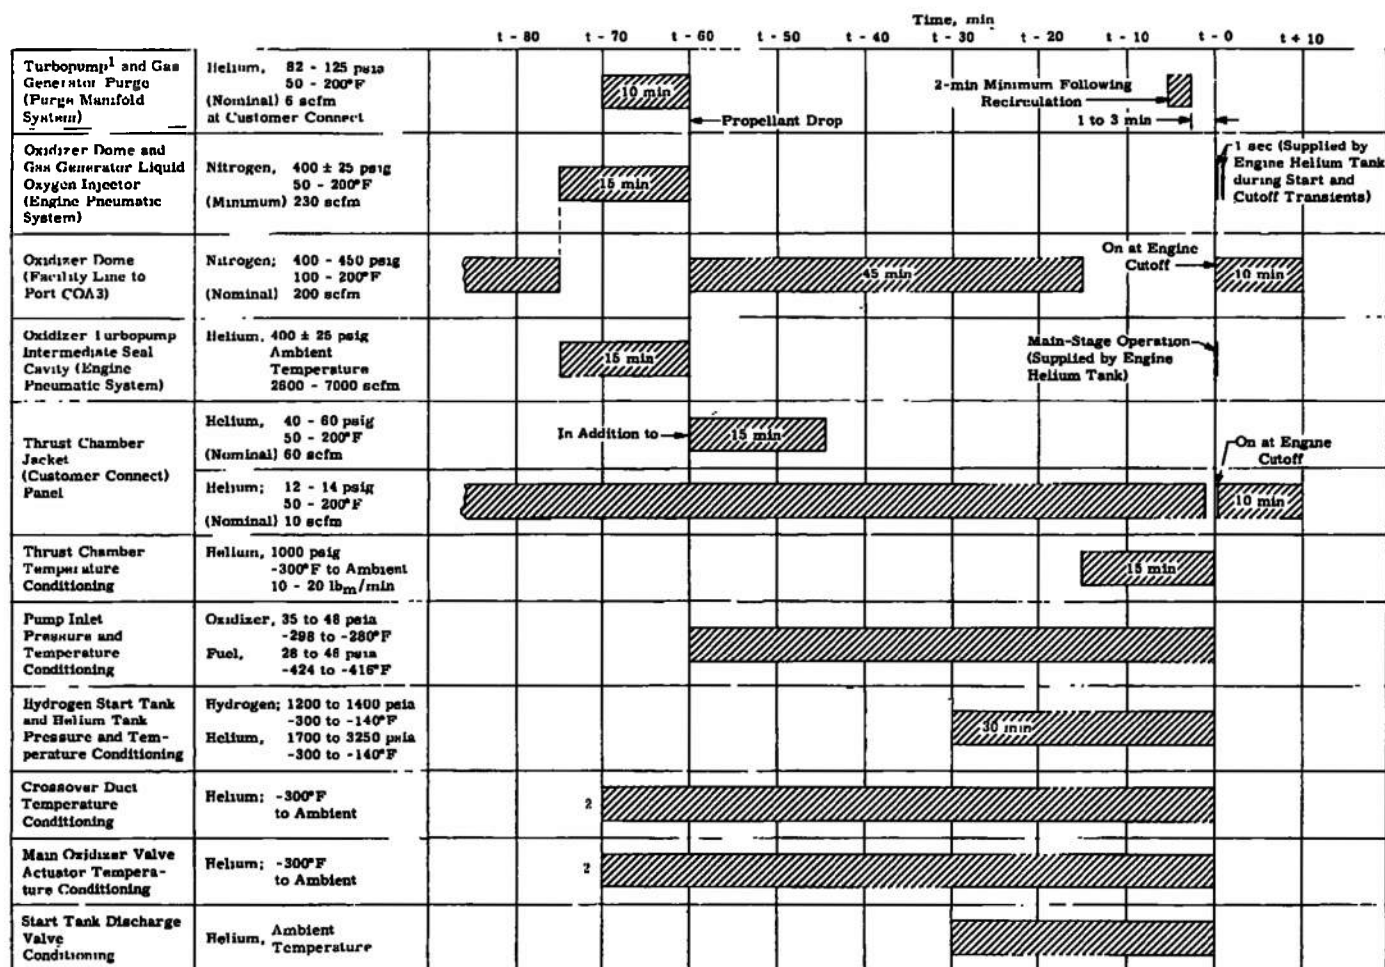 Time, min
t - 80 t - 70 t - 60 t - 50 t - 40 t - 30 t - 20 t - 10 t - 0 t + 10
Turbopump1 and Gas
Generator Purge
(Purge Manifold
System)
Helium, 82 - 125 psia
50 - 200°F
(Nominal) 6 scfm
at Customer Connect
10 min
Propellant Drop
2-min Minimum Following
Recirculation
1 to 3 min
Oxidizer Dome and
Gas Generator Liquid
Oxygen Injector
(Engine Pneumatic
System)
Nitrogen, 400 ± 25 psig
50 - 200°F
(Minimum) 230 scfm
15 min
1 sec (Supplied by
Engine Helium Tank
during Start and
Cutoff Transients)
Oxidizer Dome
(Facility Line to
Port COA3)
Nitrogen; 400 - 450 psig
100 - 200°F
(Nominal) 200 scfm
45 min
On at Engine
Cutoff
10 min
Oxidizer Turbopump
Intermediate Seal
Cavity (Engine
Pneumatic System)
Helium, 400 ± 25 psig
Ambient
Temperature
2600 - 7000 scfm
15 min
Main-Stage Operation
(Supplied by Engine
Helium Tank)
Thrust Chamber
Jacket
(Customer Connect)
Panel
Helium, 40 - 60 psig
50 - 200°F
(Nominal) 60 scfm
In Addition to
15 min
On at Engine
Cutoff
Helium; 12 - 14 psig
50 - 200°F
(Nominal) 10 scfm
10 min
Thrust Chamber
Temperature
Conditioning
Helium, 1000 psig
-300°F to Ambient
10 - 20 lbm/min
15 min
Pump Inlet
Pressure and
Temperature
Conditioning
Oxidizer, 35 to 48 psia
-298 to -280°F
Fuel, 28 to 46 psia
-424 to -416°F
Hydrogen Start Tank
and Helium Tank
Pressure and Tem-
perature Conditioning
Hydrogen; 1200 to 1400 psia
-300 to -140°F
Helium, 1700 to 3250 psia
-300 to -140°F
30 min
Crossover Duct
Temperature
Conditioning
Helium; -300°F
to Ambient
2
Main Oxidizer Valve
Actuator Tempera-
ture Conditioning
Helium; -300°F
to Ambient
2
Start Tank Discharge
Valve
Conditioning
Helium, Ambient
Temperature